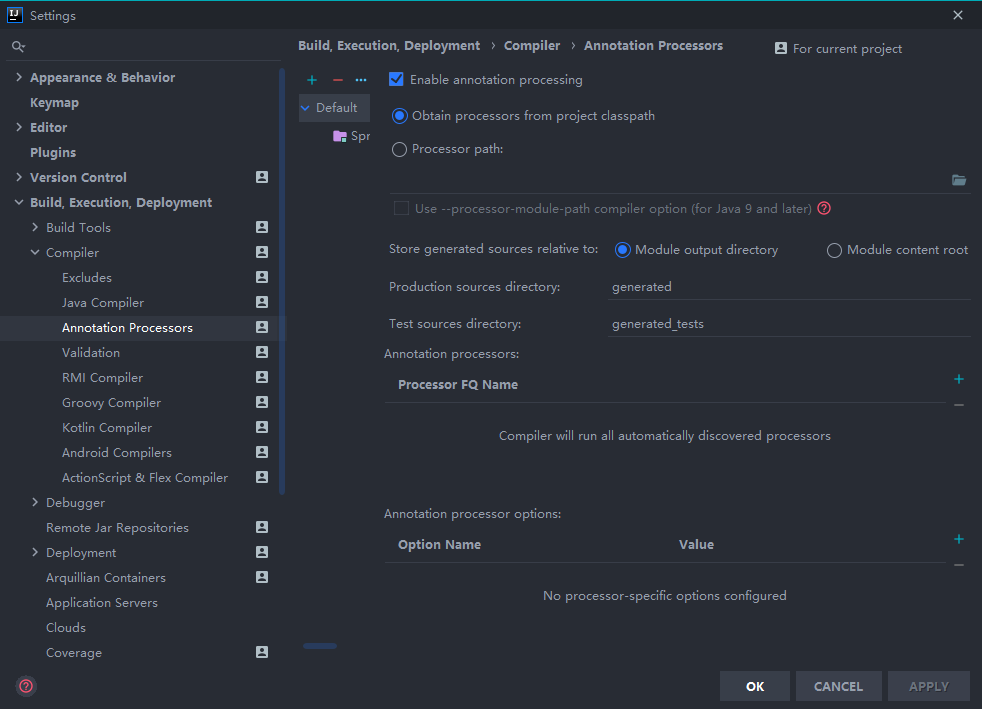 Settings
Build, Execution, Deployment › Compiler › Annotation Processors
For current project
Appearance & Behavior
Keymap
Editor
Plugins
Version Control
Build, Execution, Deployment
Build Tools
Compiler
Excludes
Java Compiler
Annotation Processors
Validation
RMI Compiler
Groovy Compiler
Kotlin Compiler
Android Compilers
ActionScript & Flex Compiler
Debugger
Remote Jar Repositories
Deployment
Arquillian Containers
Application Servers
Clouds
Coverage
Default
Spr
Enable annotation processing
Obtain processors from project classpath
Processor path:
Use --processor-module-path compiler option (for Java 9 and later)
Store generated sources relative to: Module output directory Module content root
Production sources directory: generated
Test sources directory: generated_tests
Annotation processors:
Processor FQ Name
Compiler will run all automatically discovered processors
Annotation processor options:
Option Name Value
No processor-specific options configured
OK CANCEL APPLY